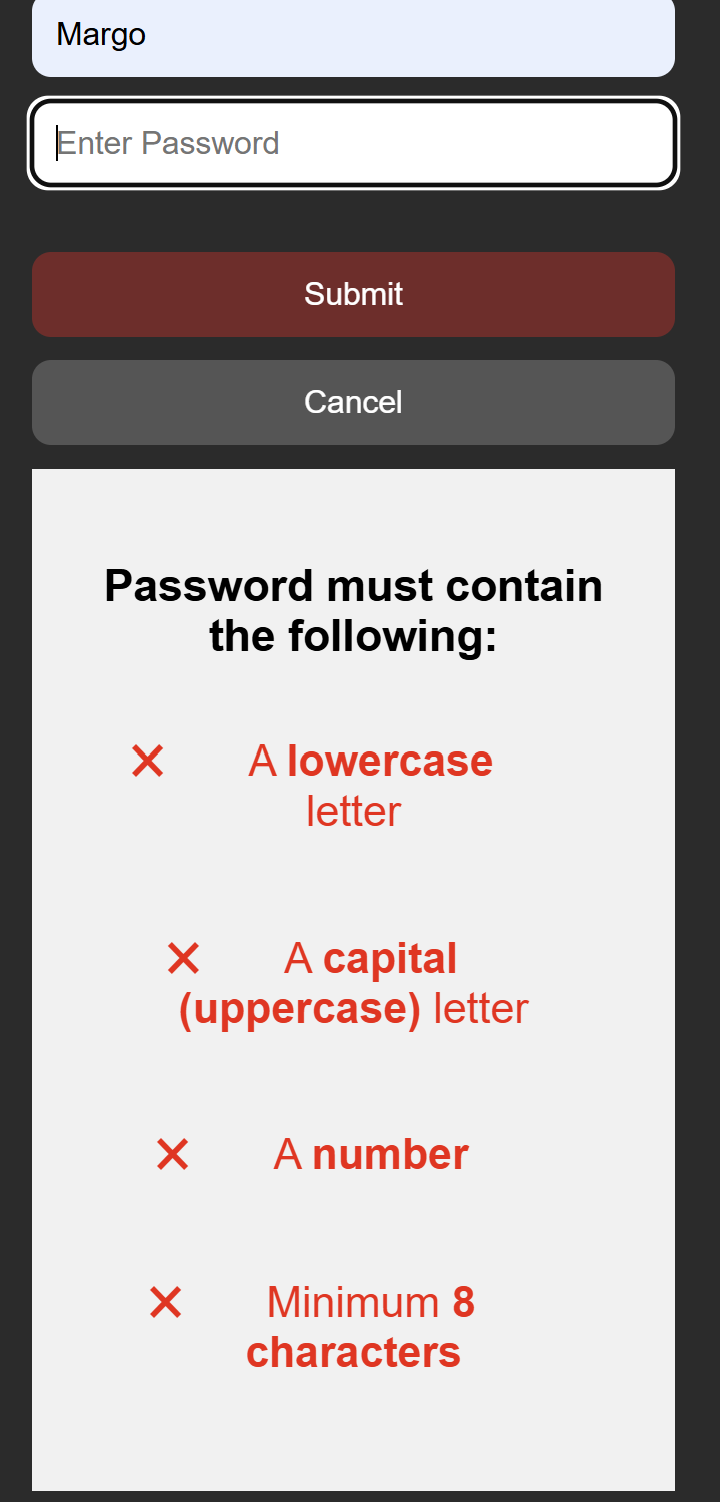 Margo
Enter Password
Submit
Cancel
Password must contain
the following:
✕ A lowercase
letter
✕ A capital
(uppercase) letter
✕ A number
✕ Minimum 8
characters